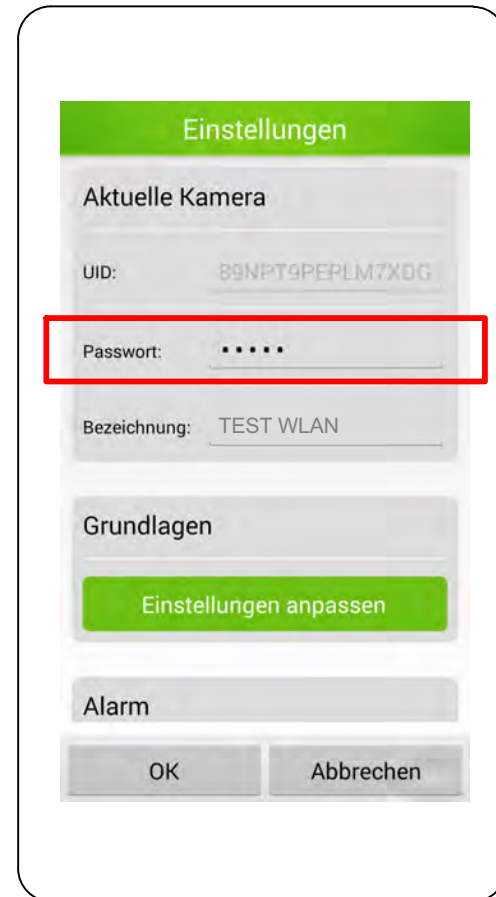 Einstellungen
Aktuelle Kamera
UID: B9NPT9PEPLM7XDG
Passwort: •••••
Bezeichnung: TEST WLAN
Grundlagen
Einstellungen anpassen
Alarm
OK Abbrechen